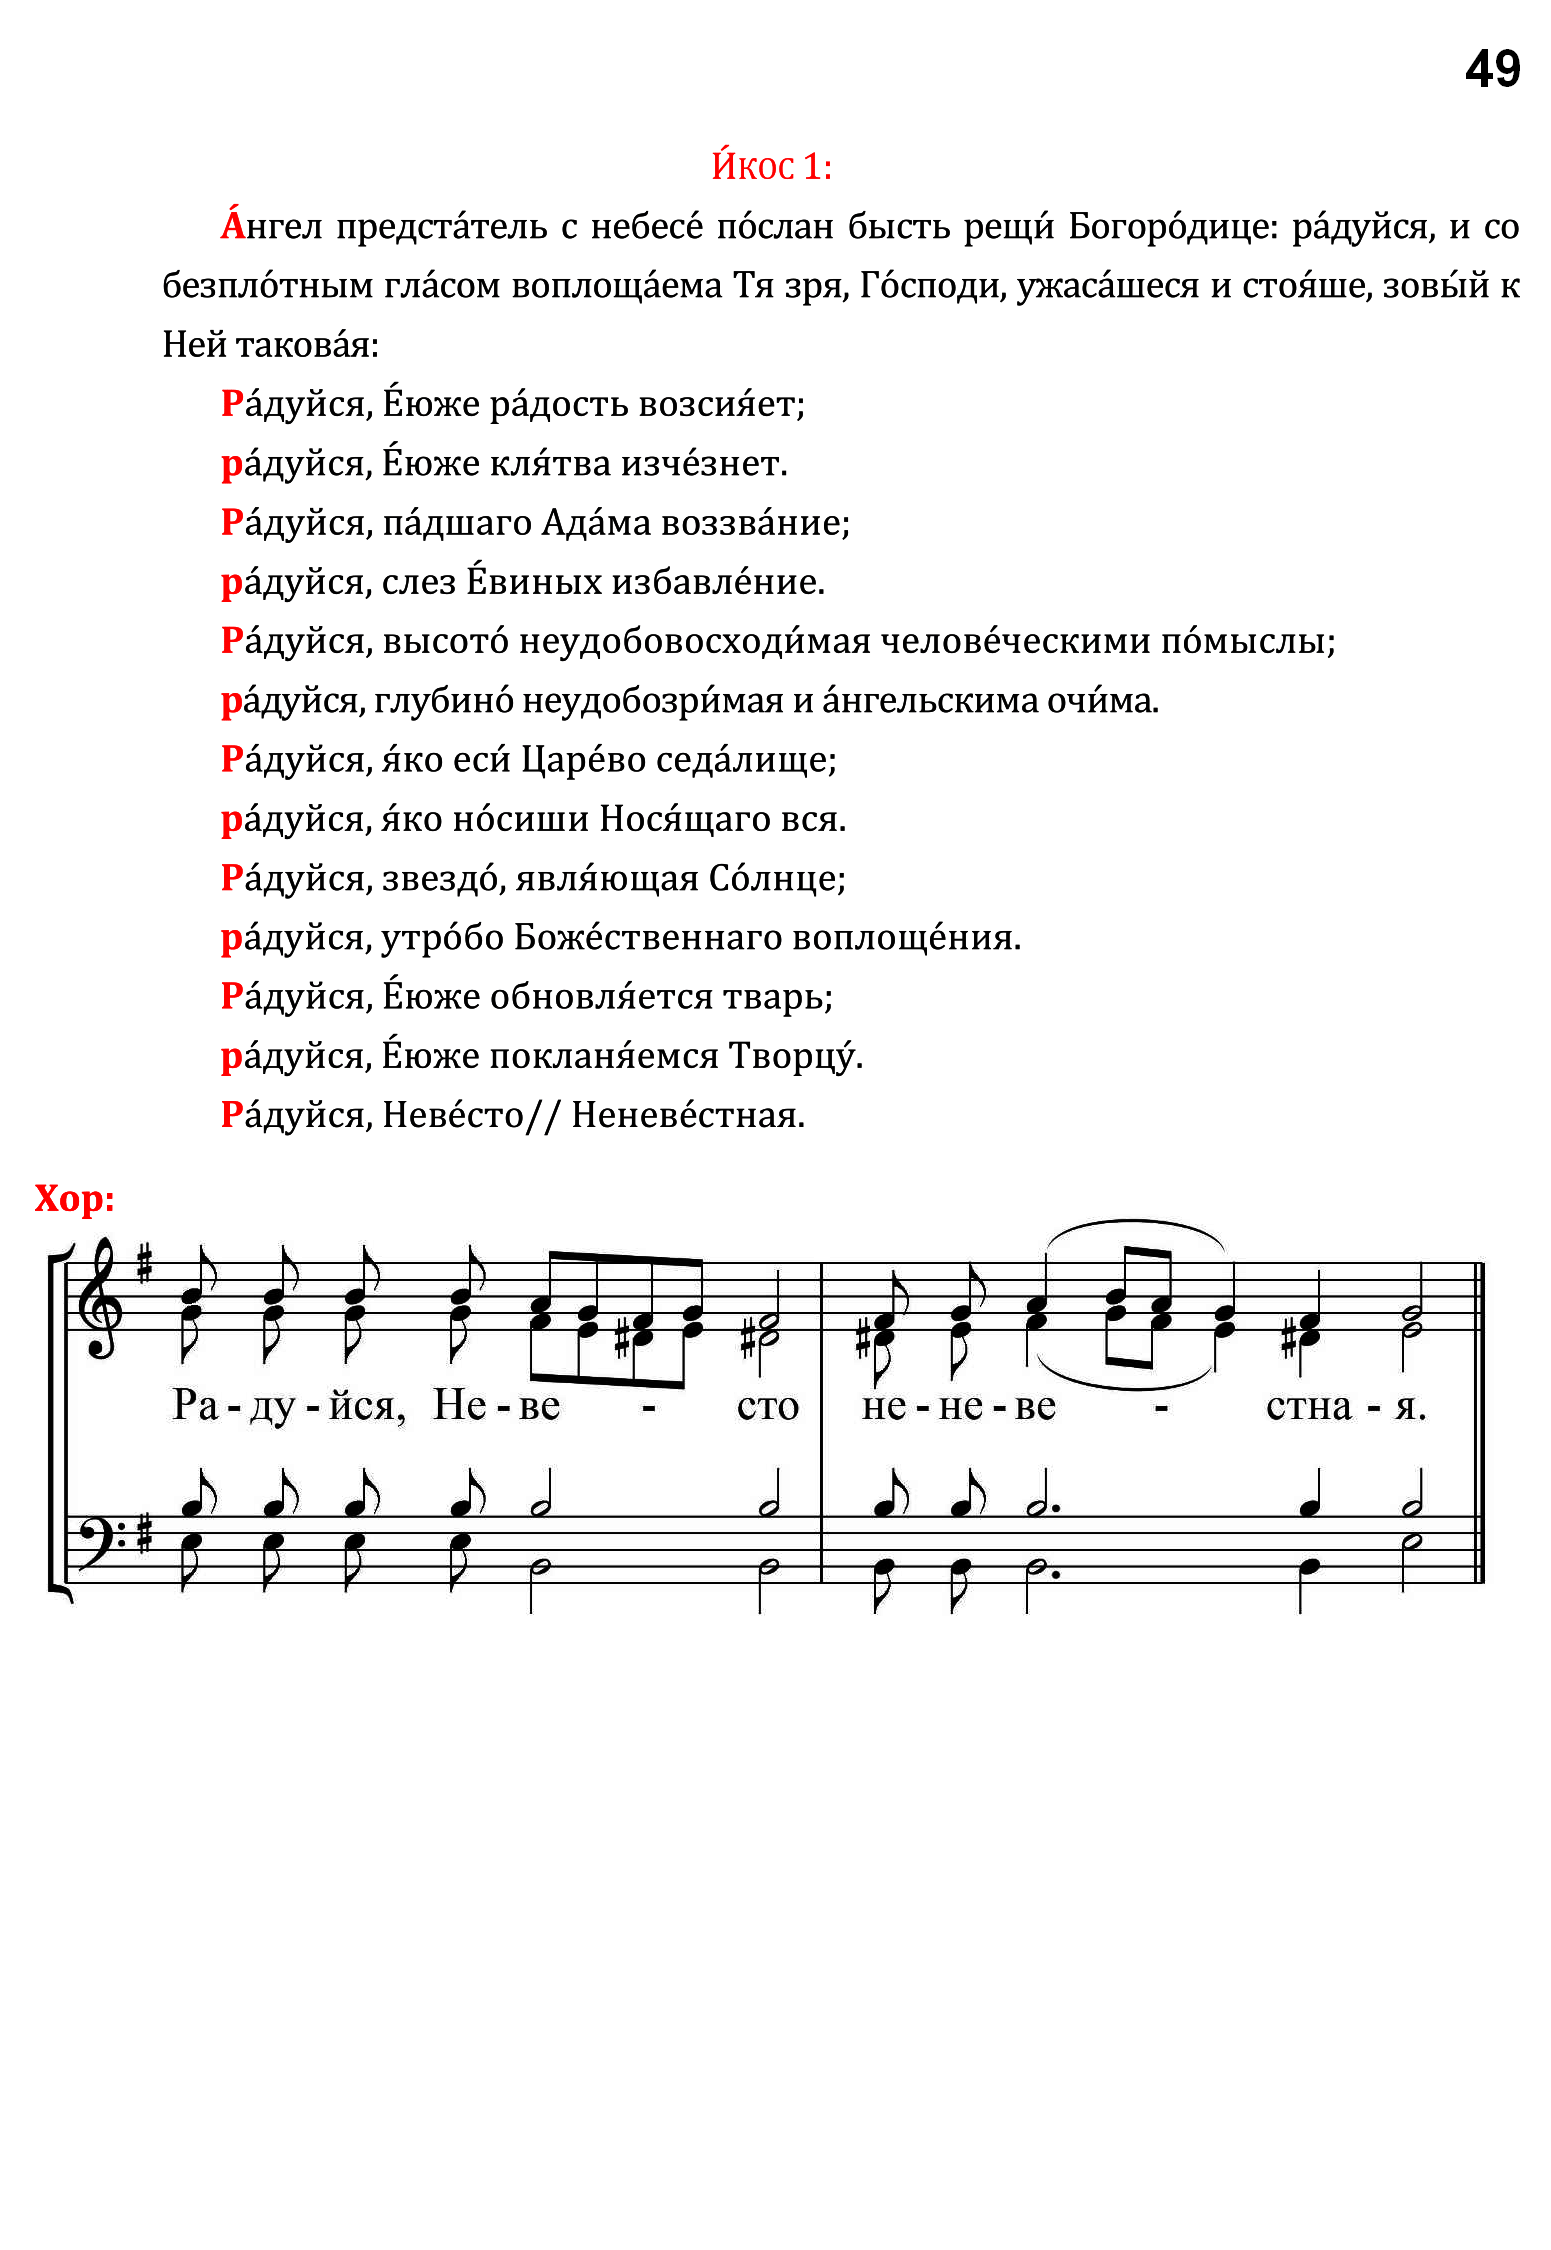 49
И́кос 1:
А́нгел предста́тель с небесе́ по́слан бысть рещи́ Богоро́дице: ра́дуйся, и со
безпло́тным гла́сом воплоща́ема Тя зря, Го́споди, ужаса́шеся и стоя́ше, зовы́й к
Ней такова́я:
Ра́дуйся, Е́юже ра́дость возсия́ет;
ра́дуйся, Е́юже кля́тва изче́знет.
Ра́дуйся, па́дшаго Ада́ма воззва́ние;
ра́дуйся, слез Е́виных избавле́ние.
Ра́дуйся, высото́ неудобовосходи́мая челове́ческими по́мыслы;
ра́дуйся, глубино́ неудобозри́мая и а́нгельскима очи́ма.
Ра́дуйся, я́ко еси́ Царе́во седа́лище;
ра́дуйся, я́ко но́сиши Нося́щаго вся.
Ра́дуйся, звездо́, явля́ющая Со́лнце;
ра́дуйся, утро́бо Боже́ственнаго воплоще́ния.
Ра́дуйся, Е́юже обновля́ется тварь;
ра́дуйся, Е́юже покланя́емся Творцу́.
Ра́дуйся, Неве́сто// Неневе́стная.
Хор:
Ра - ду - йся, Не - ве - сто не - не - ве - стна - я.